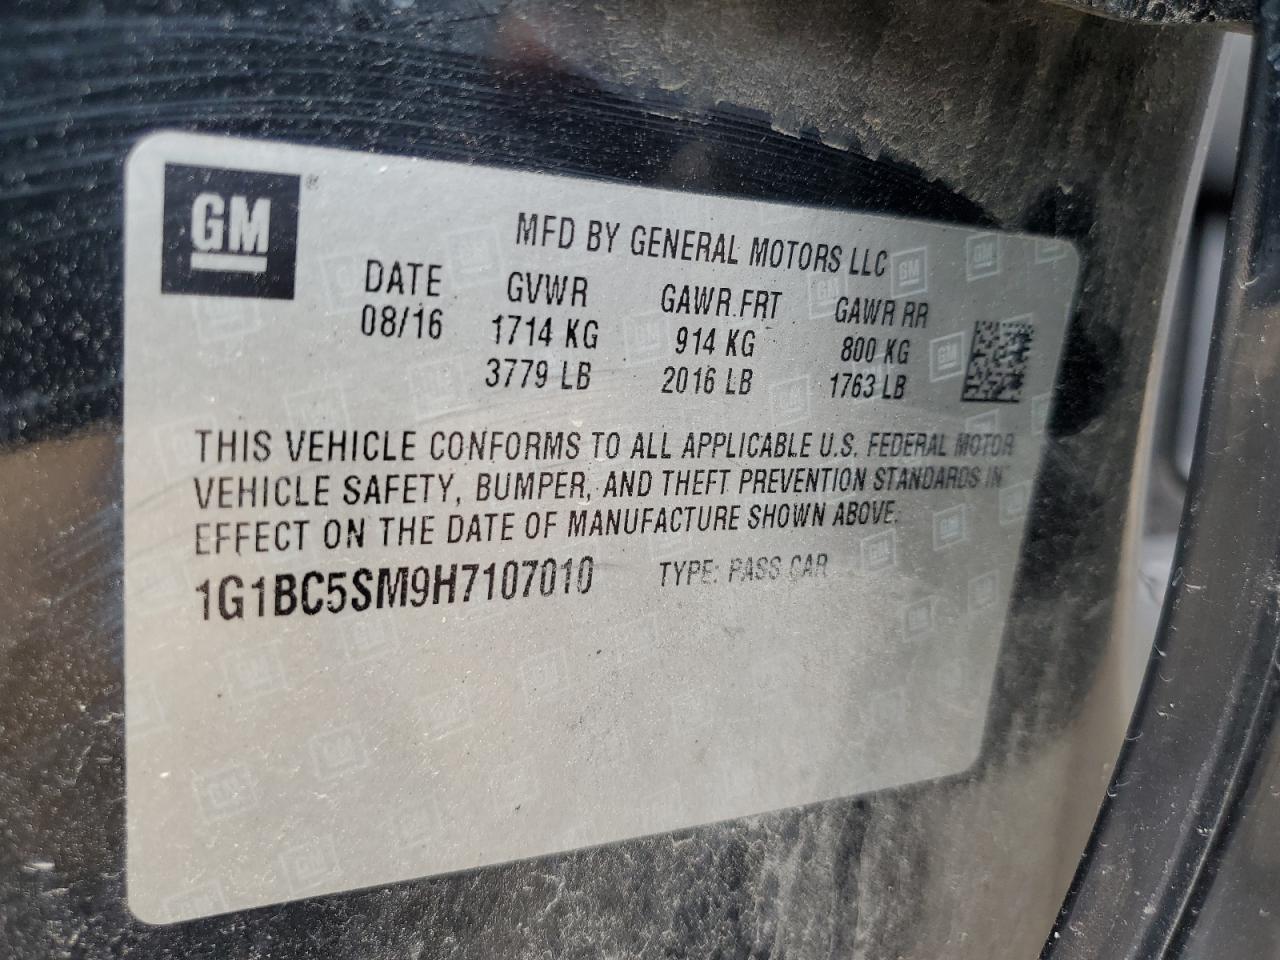 GM ®
MFD BY GENERAL MOTORS LLC
DATE GVWR GAWR FRT GAWR RR
08/16 1714 KG 914 KG 800 KG
3779 LB 2016 LB 1763 LB
THIS VEHICLE CONFORMS TO ALL APPLICABLE U.S. FEDERAL MOTOR
VEHICLE SAFETY, BUMPER, AND THEFT PREVENTION STANDARDS IN
EFFECT ON THE DATE OF MANUFACTURE SHOWN ABOVE.
1G1BC5SM9H7107010 TYPE: PASS CAR